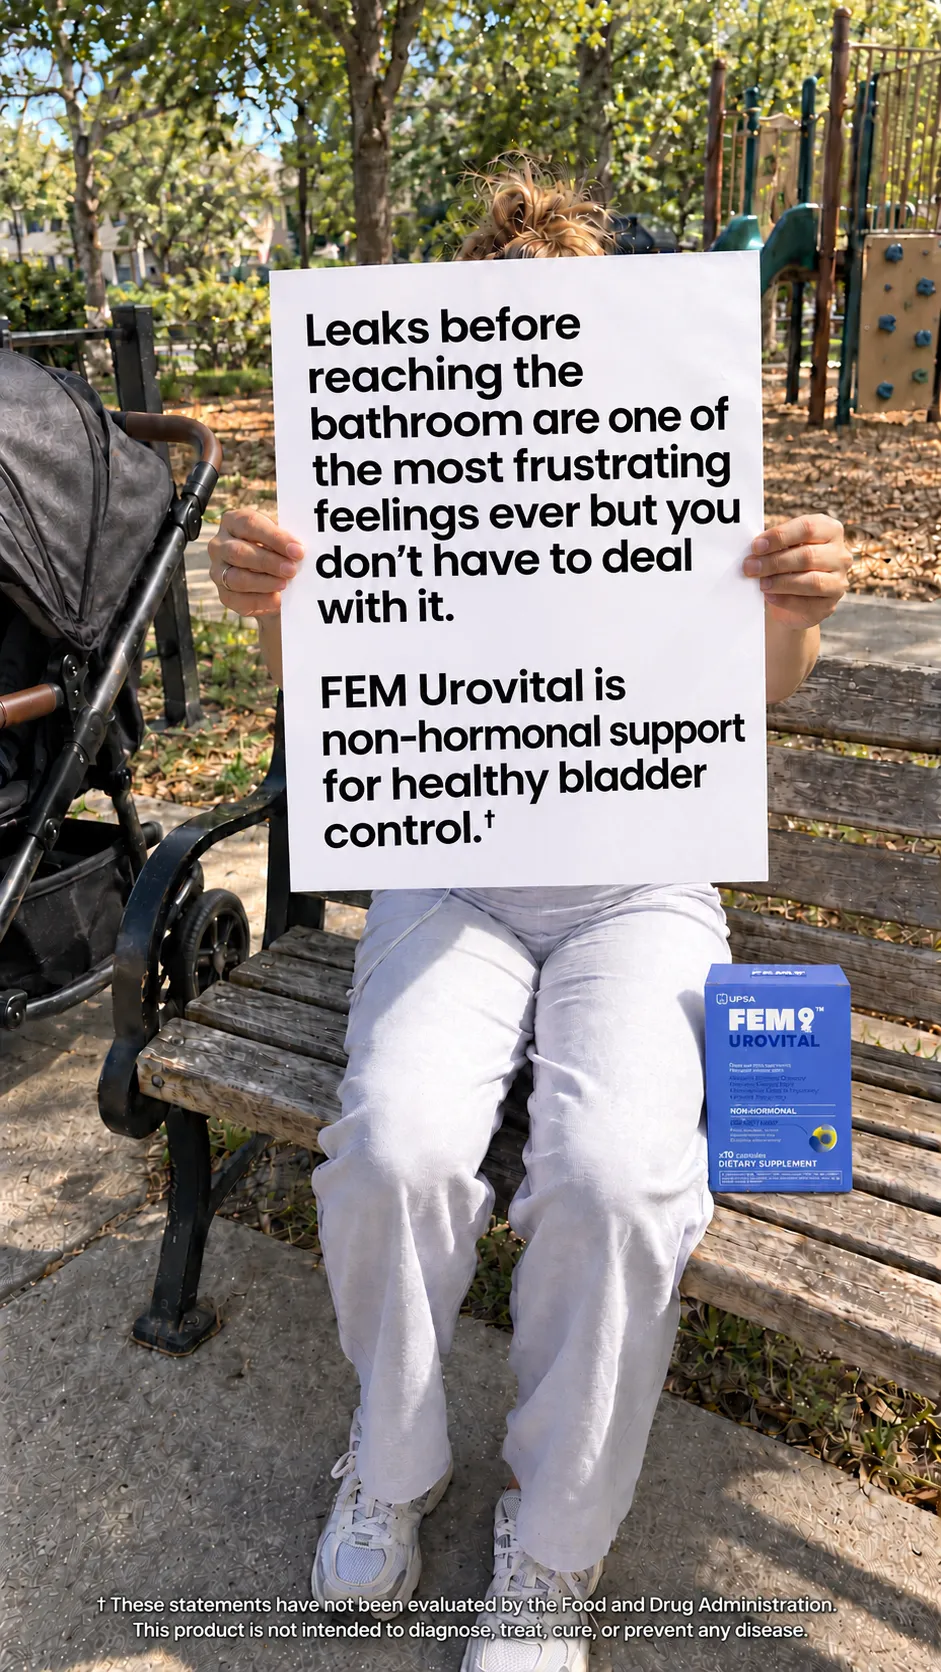 Leaks before
reaching the
bathroom are one of
the most frustrating
feelings ever but you
don't have to deal
with it.
FEM Urovital is
non-hormonal support
for healthy bladder
control.†
UPSA
FEM9™
UROVITAL
NON-HORMONAL
x10 capsules
DIETARY SUPPLEMENT
† These statements have not been evaluated by the Food and Drug Administration.
This product is not intended to diagnose, treat, cure, or prevent any disease.